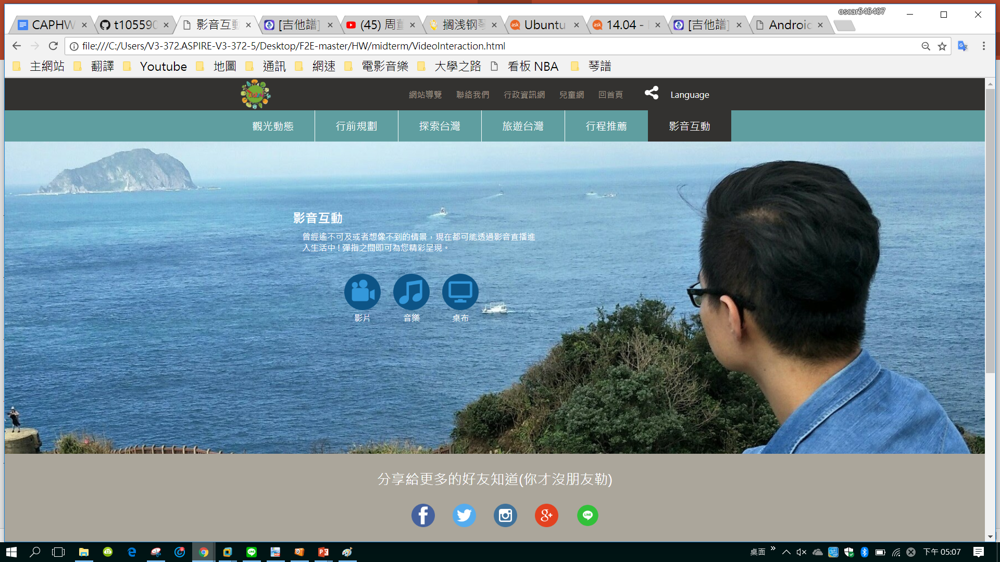 oscar545407
CAPHW
t105590
影音互動
[吉他譜]
(45) 周董
搁浅钢琴
Ubuntu
14.04 -
[吉他譜]
Android
file:///C:/Users/V3-372.ASPIRE-V3-372-5/Desktop/F2E-master/HW/midterm/VideoInteraction.html
主網站 翻譯 Youtube 地圖 通訊 網速 電影音樂 大學之路 看板 NBA 琴譜
網站導覽 聯絡我們 行政資訊網 兒童網 回首頁 Language
觀光動態 行前規劃 探索台灣 旅遊台灣 行程推薦 影音互動
影音互動
曾經遙不可及或者想像不到的情景，現在都可能透過影音直播進
入生活中！彈指之間即可為您精彩呈現。
影片 音樂 桌布
分享給更多的好友知道(你才沒朋友勒)
LINE
桌面 下午 05:07